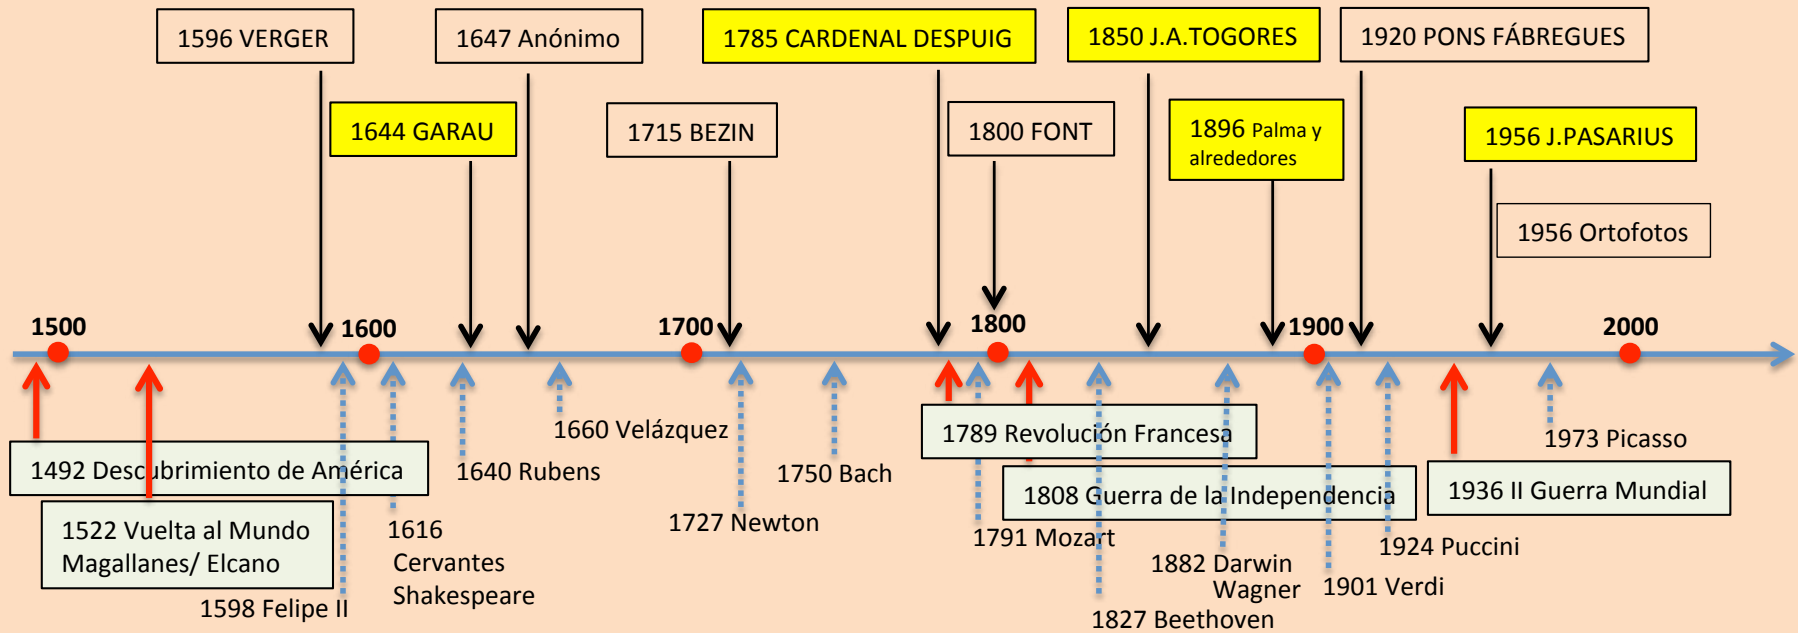 1596 VERGER
1647 Anónimo
1785 CARDENAL DESPUIG
1850 J.A.TOGORES
1920 PONS FÁBREGUES
1644 GARAU
1715 BEZIN
1800 FONT
1896 Palma y
alrededores
1956 J.PASARIUS
1956 Ortofotos
1500
1600
1700
1800
1900
2000
1492 Descubrimiento de América
1522 Vuelta al Mundo
Magallanes/ Elcano
1598 Felipe II
1616
Cervantes
Shakespeare
1640 Rubens
1660 Velázquez
1727 Newton
1750 Bach
1789 Revolución Francesa
1791 Mozart
1808 Guerra de la Independencia
1827 Beethoven
1882 Darwin
Wagner
1901 Verdi
1924 Puccini
1936 II Guerra Mundial
1973 Picasso